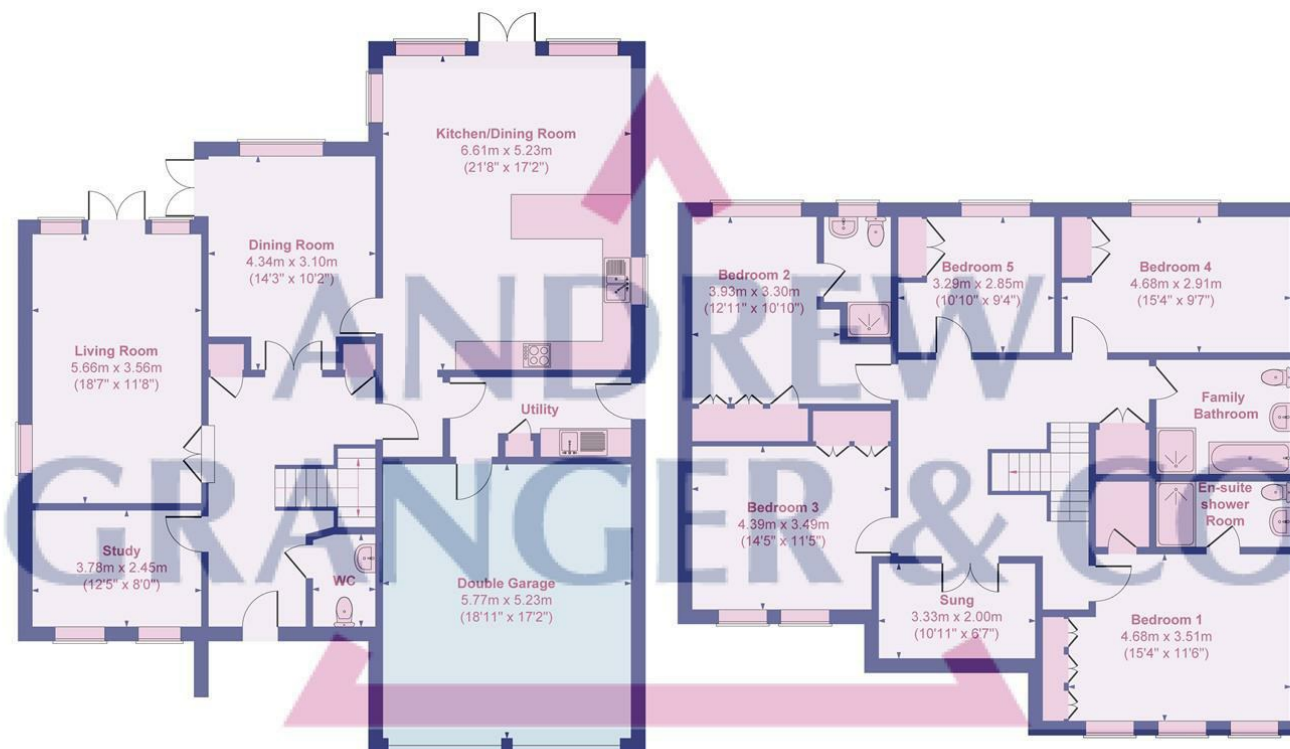 Kitchen/Dining Room
6.61m x 5.23m
(21'8" x 17'2")
Dining Room
4.34m x 3.10m
(14'3" x 10'2")
Living Room
5.66m x 3.56m
(18'7" x 11'8")
Utility
Study
3.78m x 2.45m
(12'5" x 8'0")
WC
Double Garage
5.77m x 5.23m
(18'11" x 17'2")
Bedroom 2
3.93m x 3.30m
(12'11" x 10'10")
Bedroom 5
3.29m x 2.85m
(10'10" x 9'4")
Bedroom 4
4.68m x 2.91m
(15'4" x 9'7")
Family
Bathroom
En-suite
shower
Room
Bedroom 3
4.39m x 3.49m
(14'5" x 11'5")
Sung
3.33m x 2.00m
(10'11" x 6'7")
Bedroom 1
4.68m x 3.51m
(15'4" x 11'6")
ANDREW
GRANGER & CO